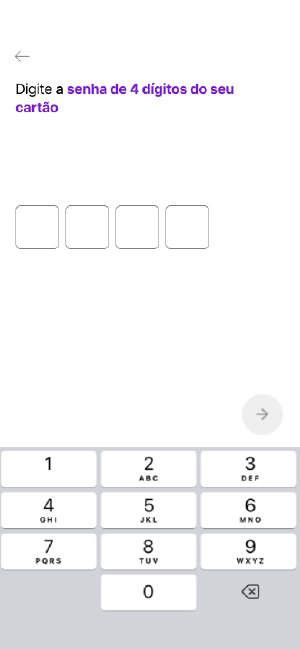 Digite a senha de 4 dígitos do seu
cartão
1
2
ABC
3
DEF
4
GHI
5
JKL
6
MNO
7
PQRS
8
TUV
9
WXYZ
0